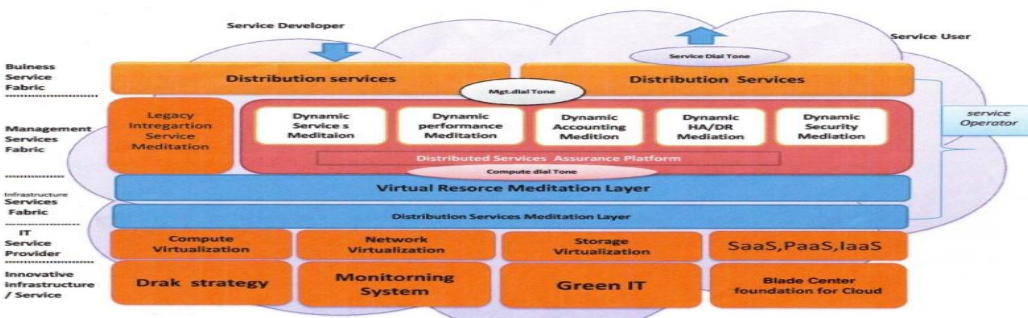 Service Developer
Service User
Service Dial Tone
Buiness
Service
Fabric
Distribution services
Distribution Services
Mgt.dial Tone
Management
Services
Fabric
Legacy
Intregartion
Service
Meditation
Dynamic
Service s
Meditaion
Dynamic
performance
Meditation
Dynamic
Accounting
Medition
Dynamic
HA/DR
Mediation
Dynamic
Security
Mediation
service
Operator
Distributed Services Assurance Platform
Compute dial Tone
Infrastructure
Services
Fabric
Virtual Resorce Meditation Layer
Distribution Services Meditation Layer
IT
Service
Provider
Compute
Virtualization
Network
Virtualization
Storage
Virtualization
SaaS,PaaS,IaaS
Innovative
infrastructure
/ Service
Drak strategy
Monitorning
System
Green IT
Blade Center
foundation for Cloud